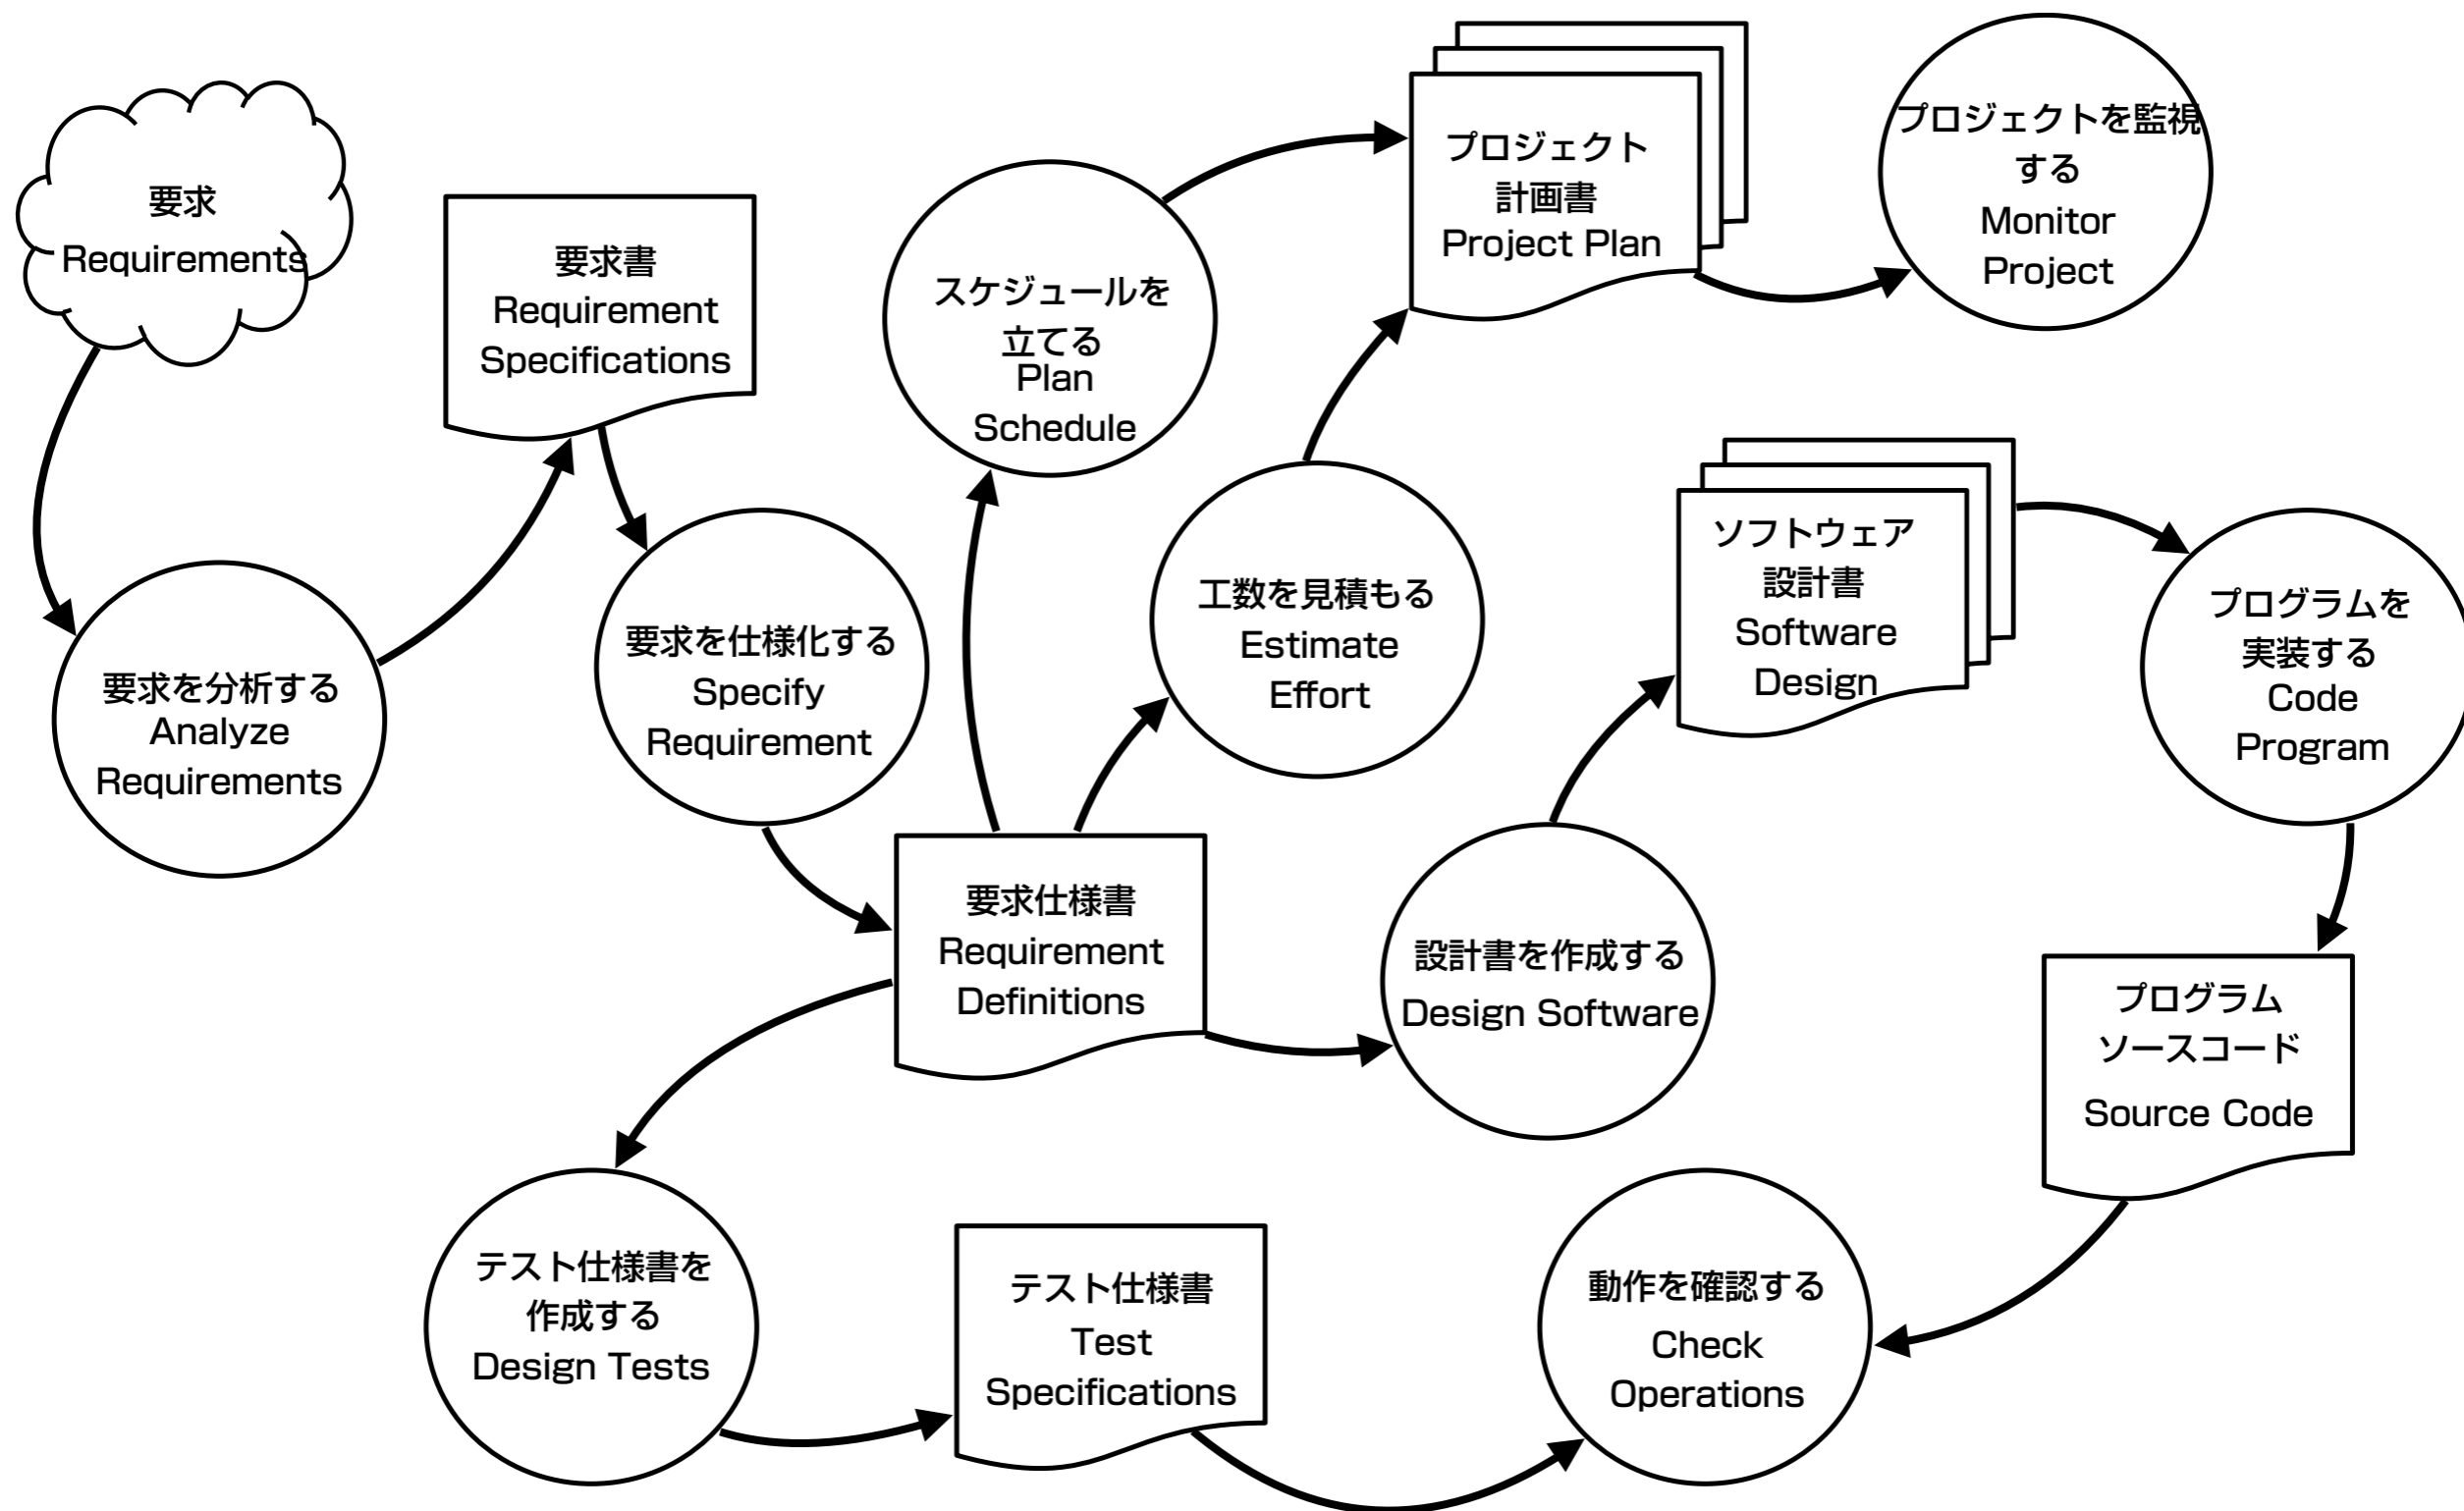 要求
Requirements
要求を分析する
Analyze
Requirements
要求書
Requirement
Specifications
要求を仕様化する
Specify
Requirement
要求仕様書
Requirement
Definitions
スケジュールを
立てる
Plan
Schedule
工数を見積もる
Estimate
Effort
プロジェクト
計画書
Project Plan
プロジェクトを監視
する
Monitor
Project
設計書を作成する
Design Software
ソフトウェア
設計書
Software
Design
プログラムを
実装する
Code
Program
プログラム
ソースコード
Source Code
テスト仕様書を
作成する
Design Tests
テスト仕様書
Test
Specifications
動作を確認する
Check
Operations